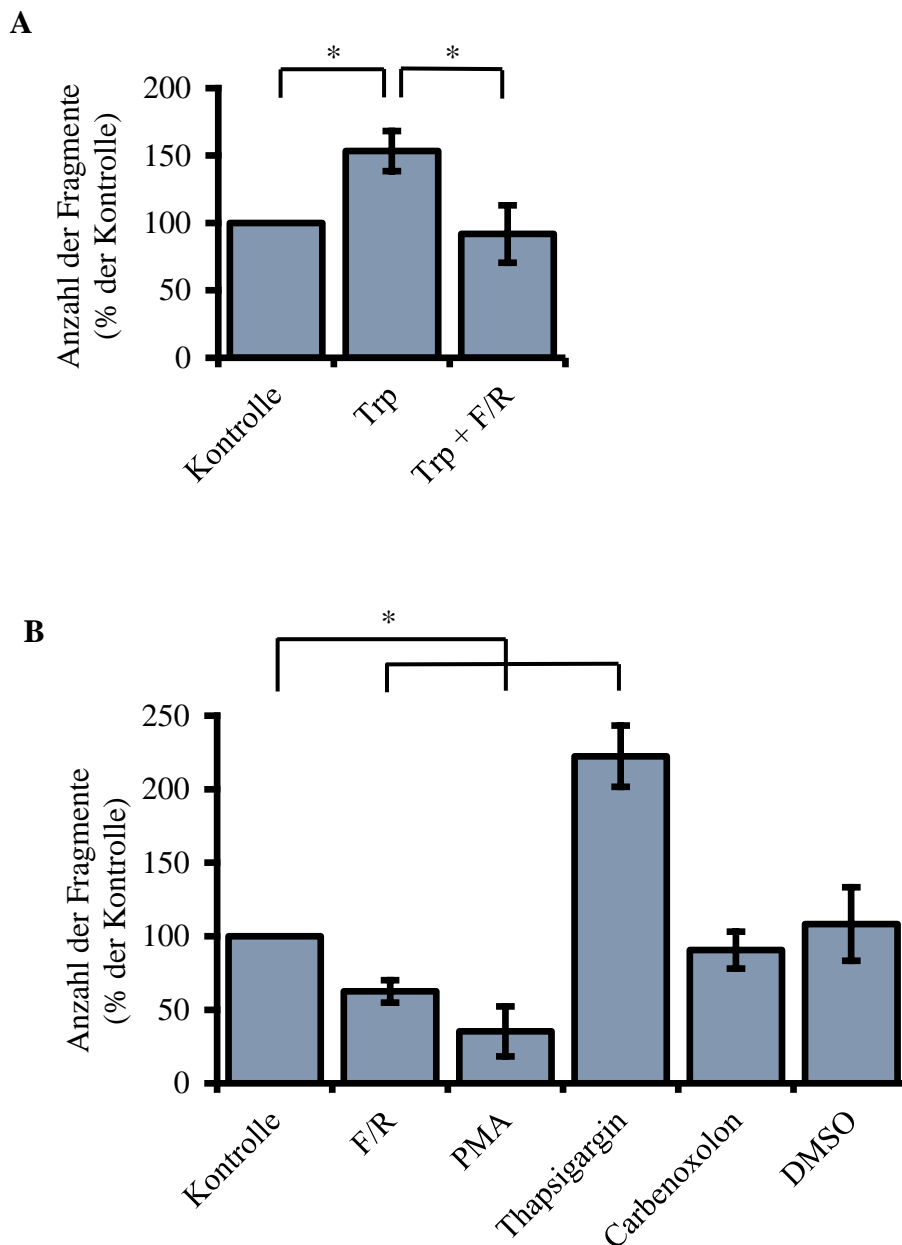 A
* *
Anzahl der Fragmente
(% der Kontrolle)
200
150
100
50
0
Kontrolle
Trp
Trp + F/R
B
*
Anzahl der Fragmente
(% der Kontrolle)
250
200
150
100
50
0
Kontrolle
F/R
PMA
Thapsigargin
Carbenoxolon
DMSO